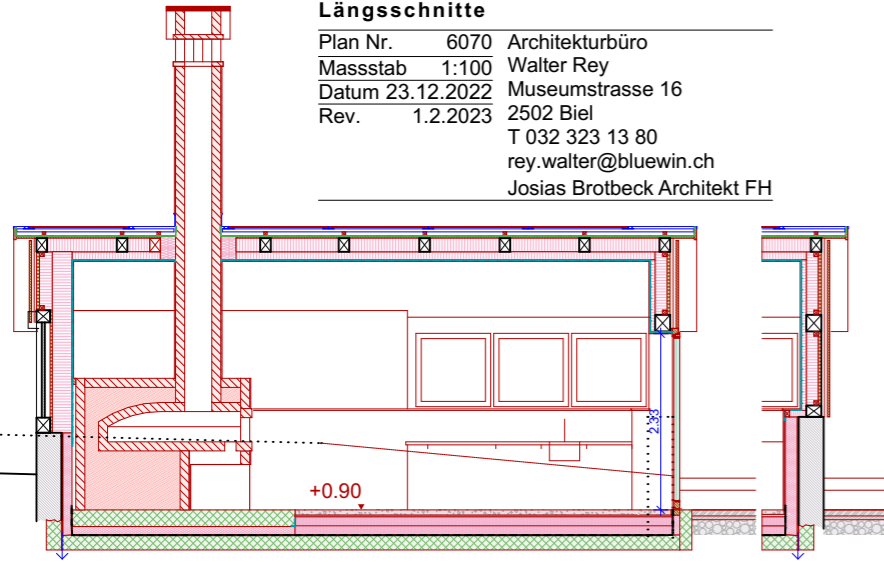 Längsschnitte
Plan Nr. 6070 Architekturbüro
Massstab 1:100 Walter Rey
Datum 23.12.2022 Museumstrasse 16
Rev. 1.2.2023 2502 Biel
T 032 323 13 80
rey.walter@bluewin.ch
Josias Brotbeck Architekt FH
2.33
+0.90